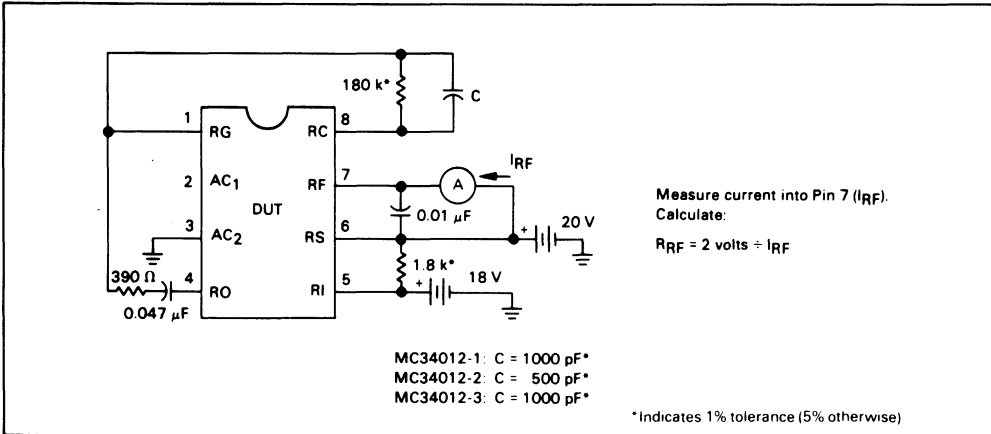 180 k*
C
1 RG RC 8
IRF
2 AC1 RF 7 A
DUT 0.01 µF 20 V
3 AC2 RS 6 +
390 Ω 1.8 k* 18 V
4 RO RI 5 +
0.047 µF
Measure current into Pin 7 (IRF).
Calculate:
RRF = 2 volts ÷ IRF
MC34012-1: C = 1000 pF*
MC34012-2: C = 500 pF*
MC34012-3: C = 1000 pF*
*Indicates 1% tolerance (5% otherwise)